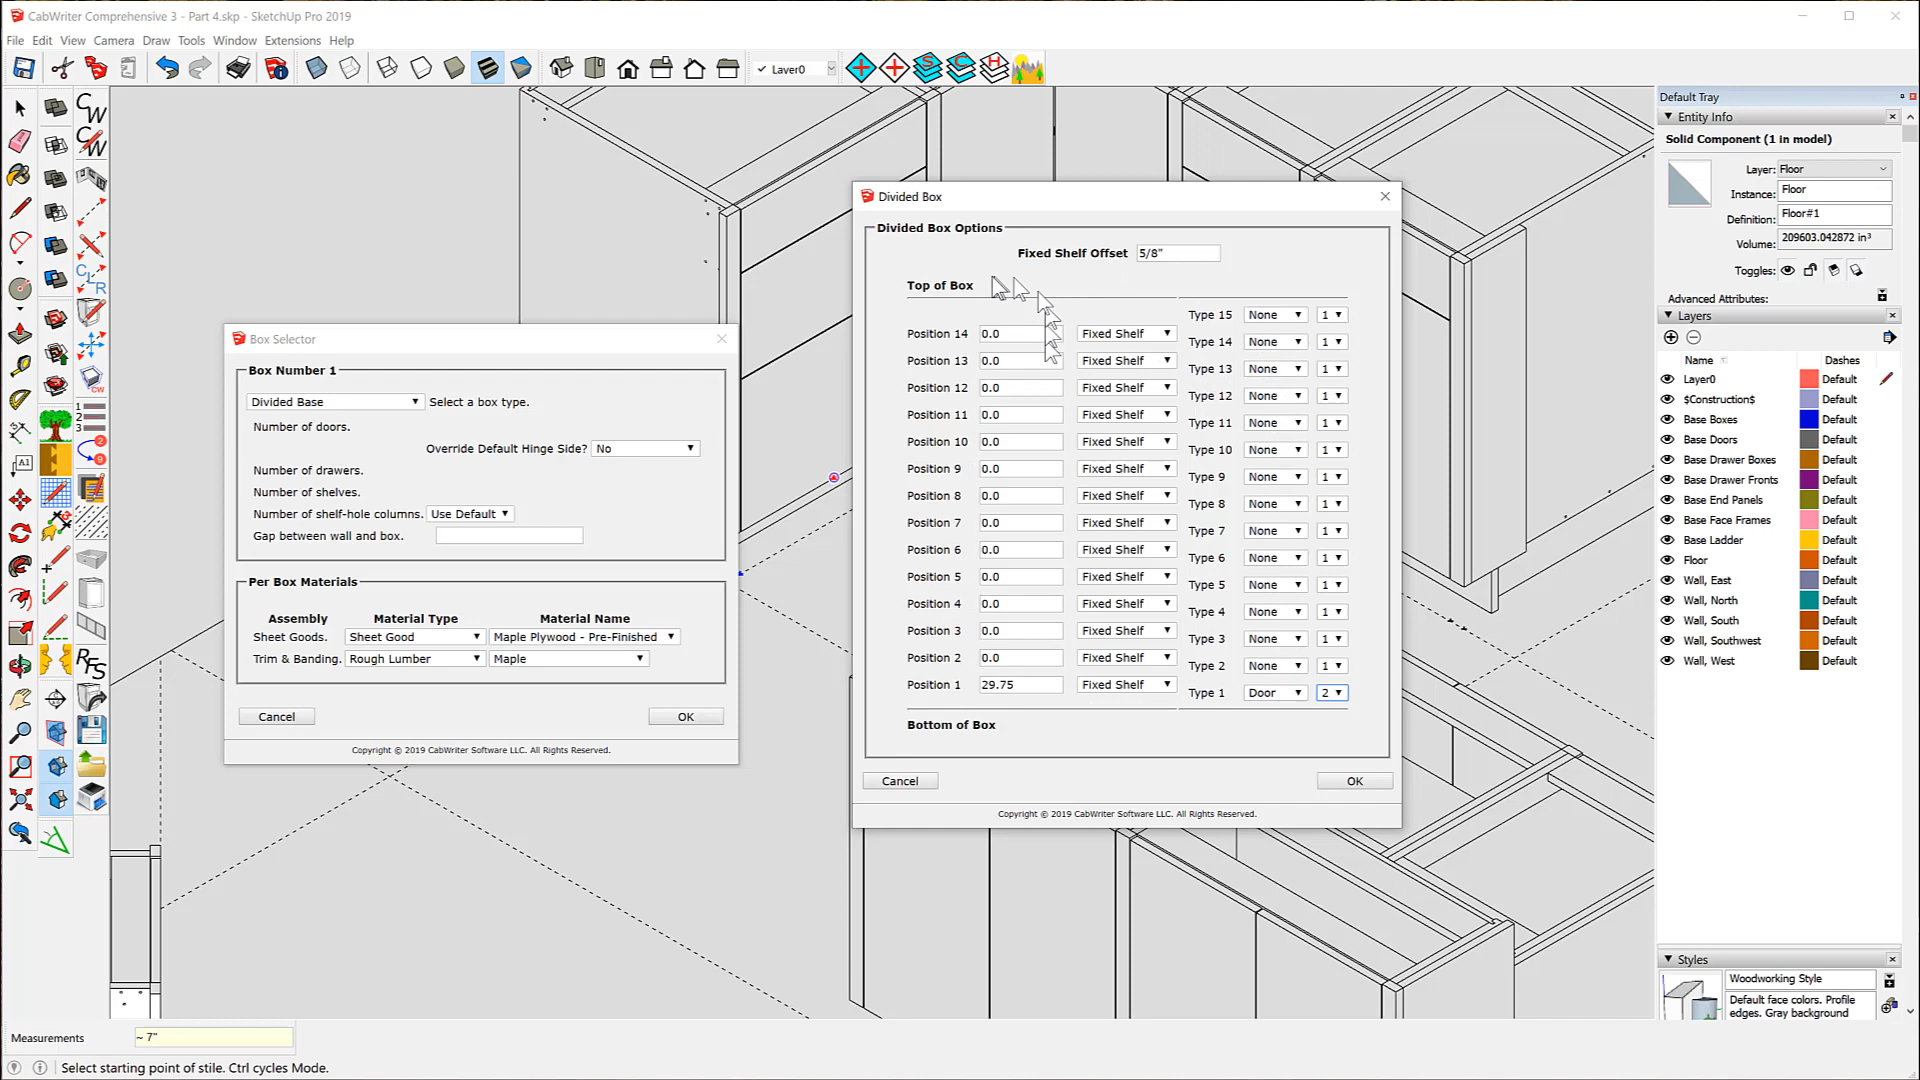 CabWriter Comprehensive 3 - Part 4.skp - SketchUp Pro 2019
File Edit View Camera Draw Tools Window Extensions Help
Layer0
S C H
CW
CW
CLR
1
2
3
2
9
A1
CW
RFS
Box Selector
Box Number 1
Divided Base Select a box type.
Number of doors.
Override Default Hinge Side? No
Number of drawers.
Number of shelves.
Number of shelf-hole columns. Use Default
Gap between wall and box.
Per Box Materials
Assembly Material Type Material Name
Sheet Goods. Sheet Good Maple Plywood - Pre-Finished
Trim & Banding. Rough Lumber Maple
Cancel OK
Copyright © 2019 CabWriter Software LLC. All Rights Reserved.
Divided Box
Divided Box Options
Fixed Shelf Offset 5/8"
Top of Box
Type 15 None 1
Position 14 0.0 Fixed Shelf
Type 14 None 1
Position 13 0.0 Fixed Shelf
Type 13 None 1
Position 12 0.0 Fixed Shelf
Type 12 None 1
Position 11 0.0 Fixed Shelf
Type 11 None 1
Position 10 0.0 Fixed Shelf
Type 10 None 1
Position 9 0.0 Fixed Shelf
Type 9 None 1
Position 8 0.0 Fixed Shelf
Type 8 None 1
Position 7 0.0 Fixed Shelf
Type 7 None 1
Position 6 0.0 Fixed Shelf
Type 6 None 1
Position 5 0.0 Fixed Shelf
Type 5 None 1
Position 4 0.0 Fixed Shelf
Type 4 None 1
Position 3 0.0 Fixed Shelf
Type 3 None 1
Position 2 0.0 Fixed Shelf
Type 2 None 1
Position 1 29.75 Fixed Shelf
Type 1 Door 2
Bottom of Box
Cancel OK
Copyright © 2019 CabWriter Software LLC. All Rights Reserved.
Default Tray
Entity Info
Solid Component (1 in model)
Layer: Floor
Instance: Floor
Definition: Floor#1
Volume: 209603.042872 in³
Toggles:
Advanced Attributes:
Layers
Name Dashes
Layer0 Default
$Construction$ Default
Base Boxes Default
Base Doors Default
Base Drawer Boxes Default
Base Drawer Fronts Default
Base End Panels Default
Base Face Frames Default
Base Ladder Default
Floor Default
Wall, East Default
Wall, North Default
Wall, South Default
Wall, Southwest Default
Wall, West Default
Styles
Woodworking Style
Default face colors. Profile
edges. Gray background
Measurements ~ 7"
Select starting point of stile. Ctrl cycles Mode.